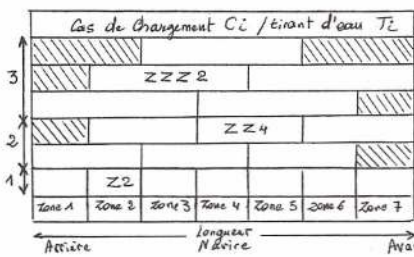 Cas de Chargement Ci / tirant d'eau Ti
3
ZZZ2
2
ZZ4
1
Z2
Zone 1 Zone 2 Zone 3 Zone 4 Zone 5 Zone 6 Zone 7
Longueur
Arrière Navire Ava